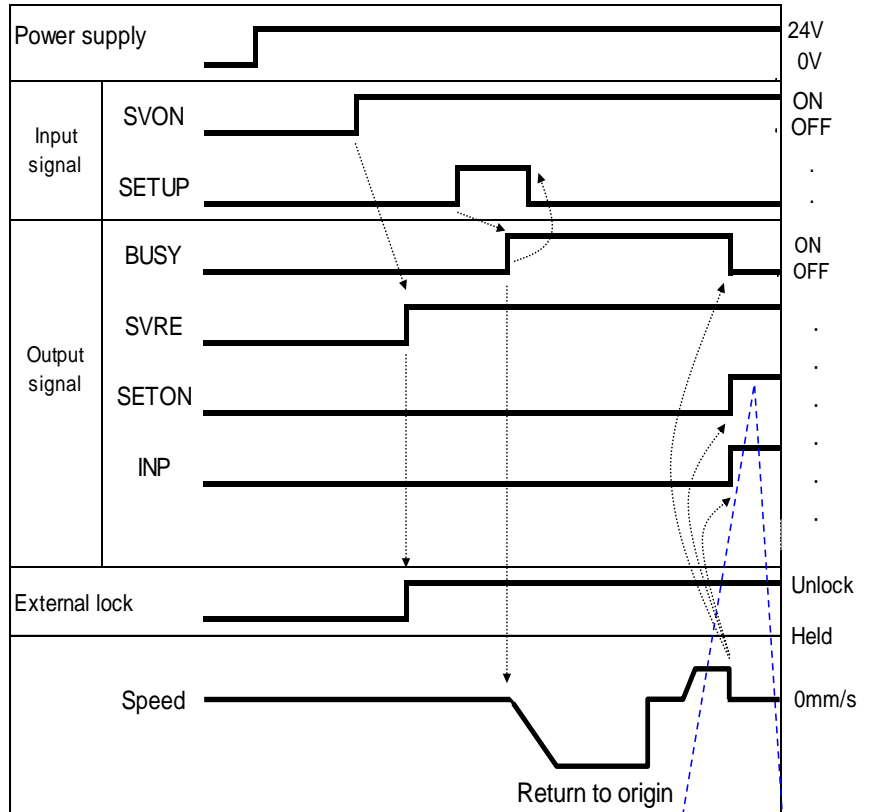 Power supply
24V
0V
Input
signal
SVON
ON
OFF
SETUP
.
.
Output
signal
BUSY
ON
OFF
SVRE
.
.
SETON
.
.
INP
.
.
External lock
Unlock
Held
Speed
0mm/s
Return to origin